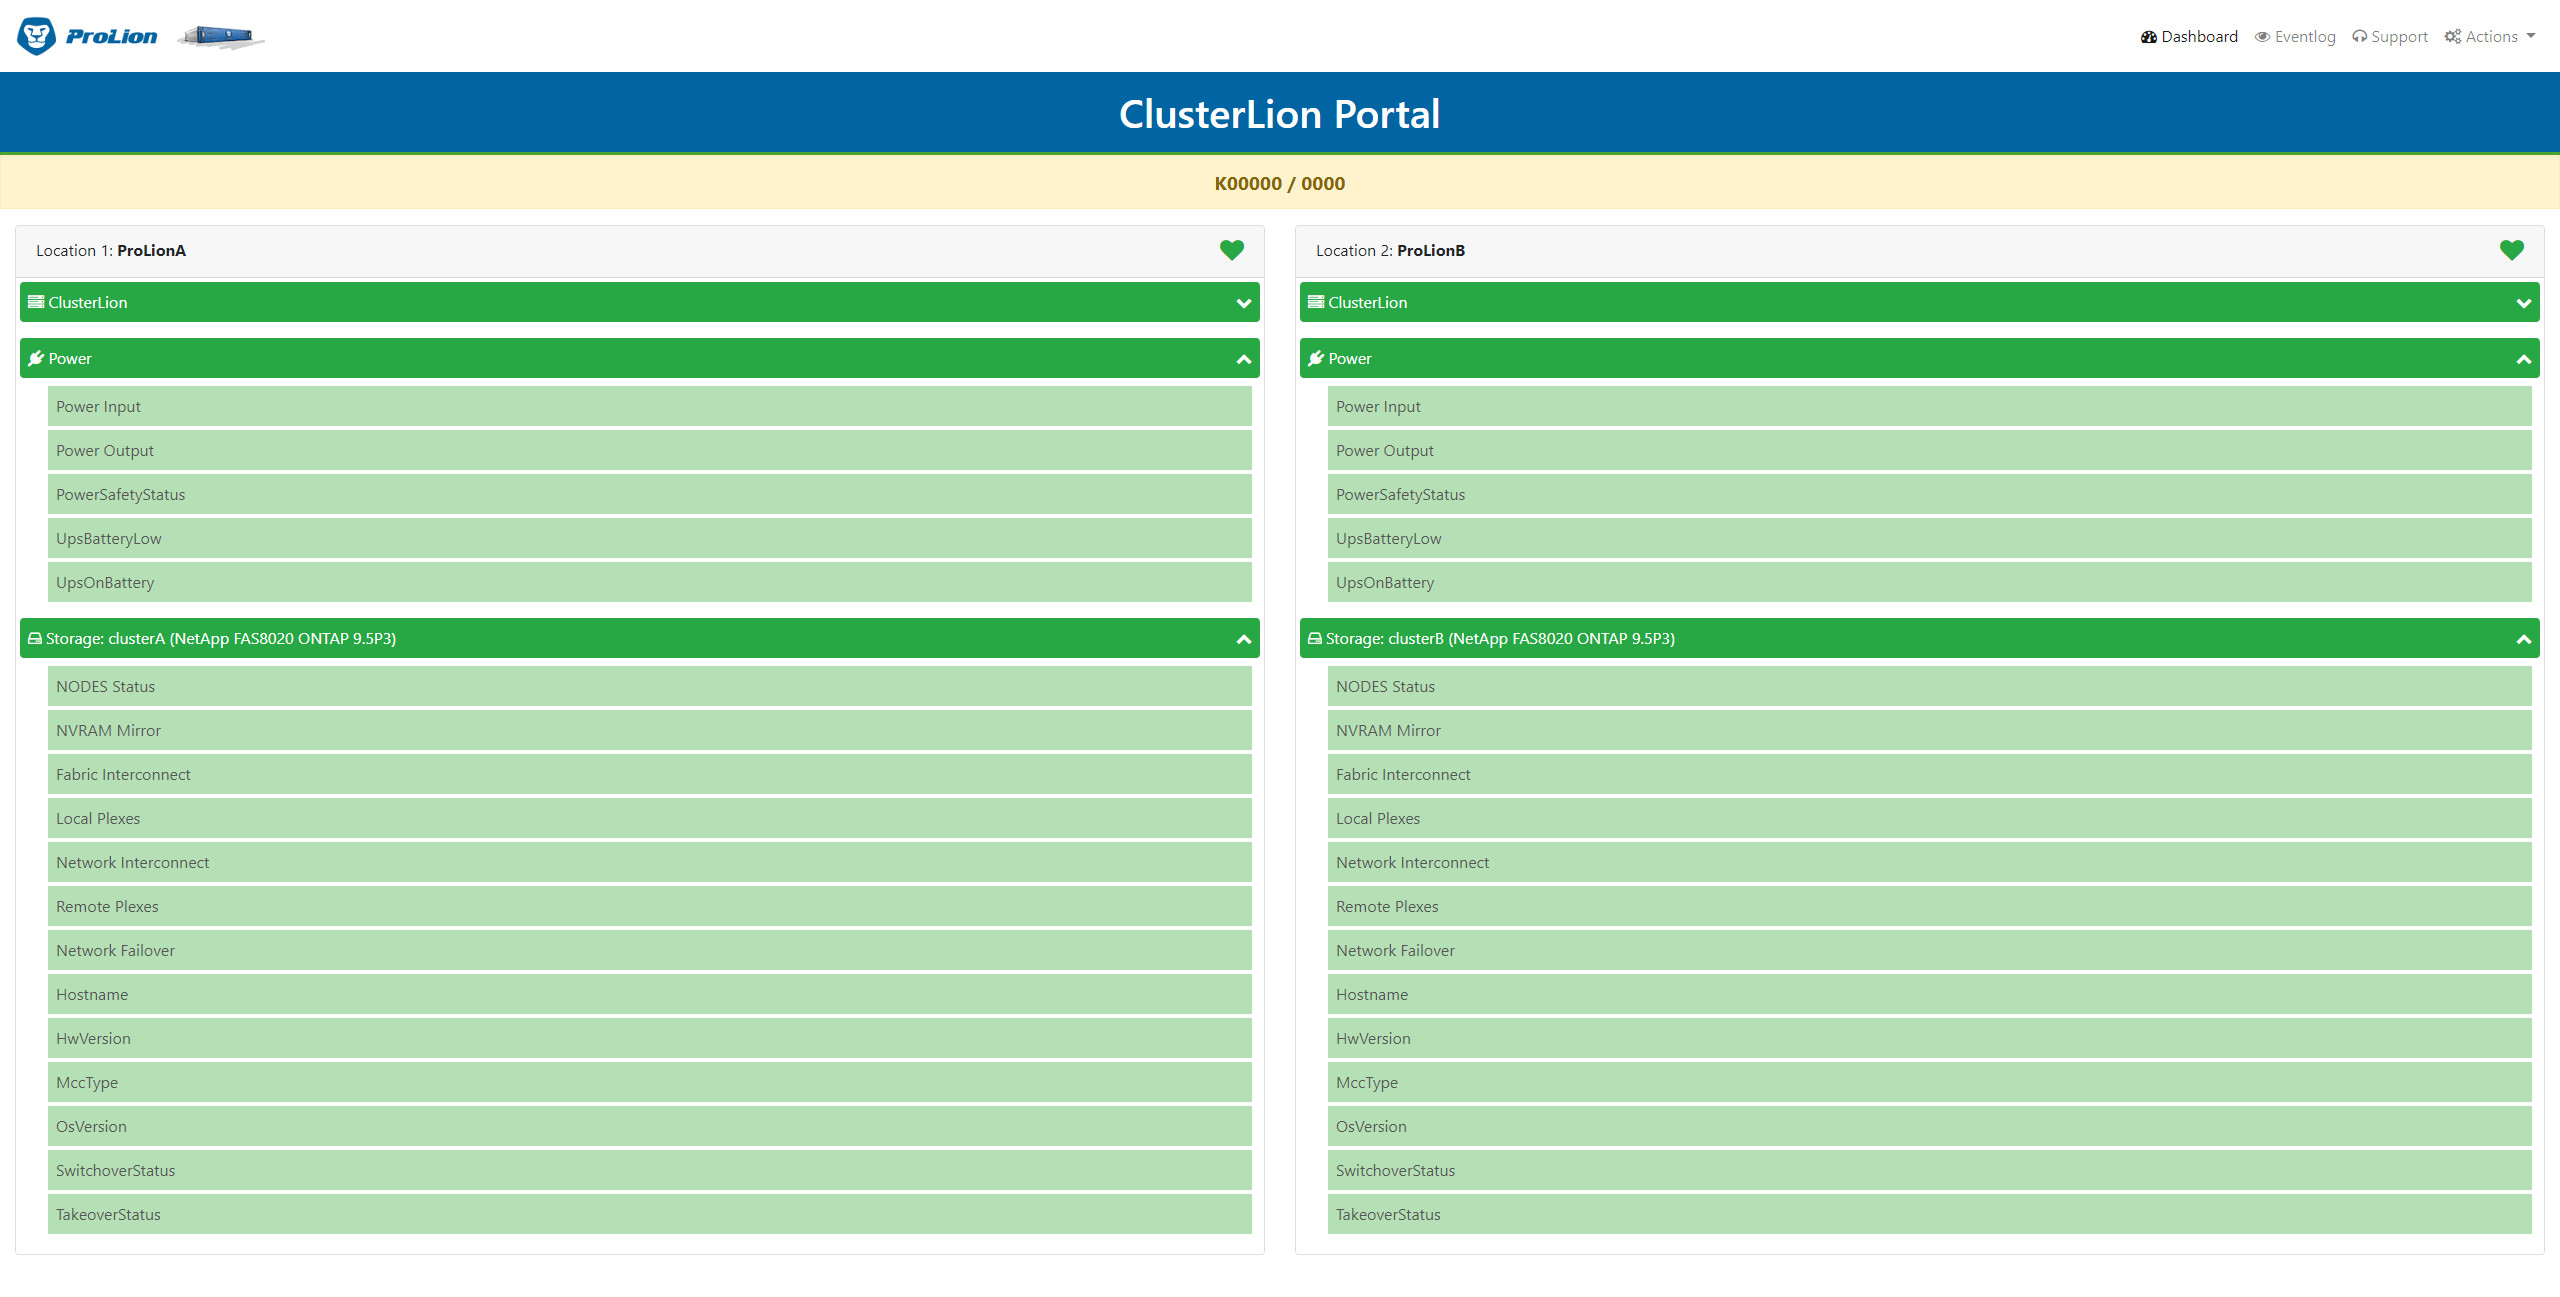 ProLion
Dashboard Eventlog Support Actions
ClusterLion Portal
K00000 / 0000
Location 1: ProLionA
ClusterLion
Power
Power Input
Power Output
PowerSafetyStatus
UpsBatteryLow
UpsOnBattery
Storage: clusterA (NetApp FAS8020 ONTAP 9.5P3)
NODES Status
NVRAM Mirror
Fabric Interconnect
Local Plexes
Network Interconnect
Remote Plexes
Network Failover
Hostname
HwVersion
MccType
OsVersion
SwitchoverStatus
TakeoverStatus
Location 2: ProLionB
ClusterLion
Power
Power Input
Power Output
PowerSafetyStatus
UpsBatteryLow
UpsOnBattery
Storage: clusterB (NetApp FAS8020 ONTAP 9.5P3)
NODES Status
NVRAM Mirror
Fabric Interconnect
Local Plexes
Network Interconnect
Remote Plexes
Network Failover
Hostname
HwVersion
MccType
OsVersion
SwitchoverStatus
TakeoverStatus